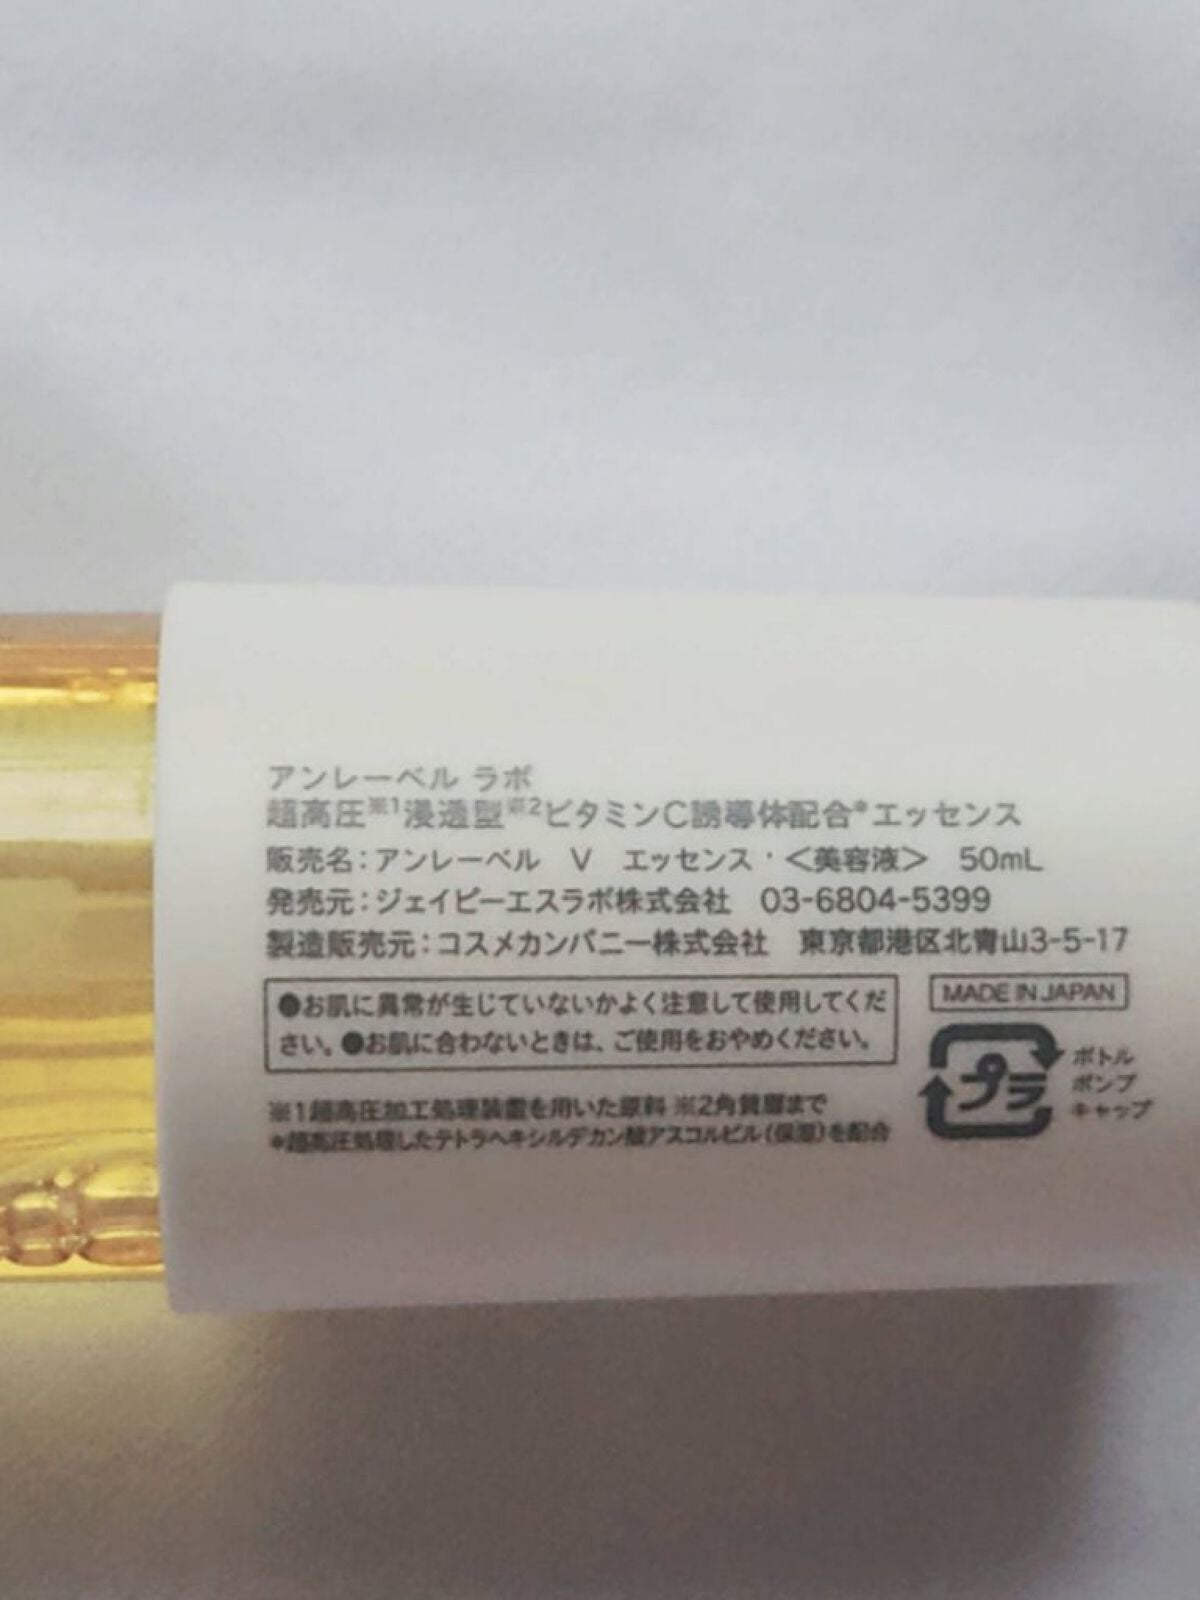 アンレーベル ラボ
超高圧※1浸透型※2ビタミンC誘導体配合*エッセンス
販売名:アンレーベル V エッセンス・<美容液> 50mL
発売元:ジェイピーエスラボ株式会社 03-6804-5399
製造販売元:コスメカンパニー株式会社 東京都港区北青山3-5-17
●お肌に異常が生じていないかよく注意して使用してくだ
さい。●お肌に合わないときは、ご使用をおやめください。
MADE IN JAPAN
プラ
ボトル
ポンプ
キャップ
※1超高圧加工処理装置を用いた原料 ※2角質層まで
*超高圧処理したテトラヘキシルデカン酸アスコルビル(保湿)を配合